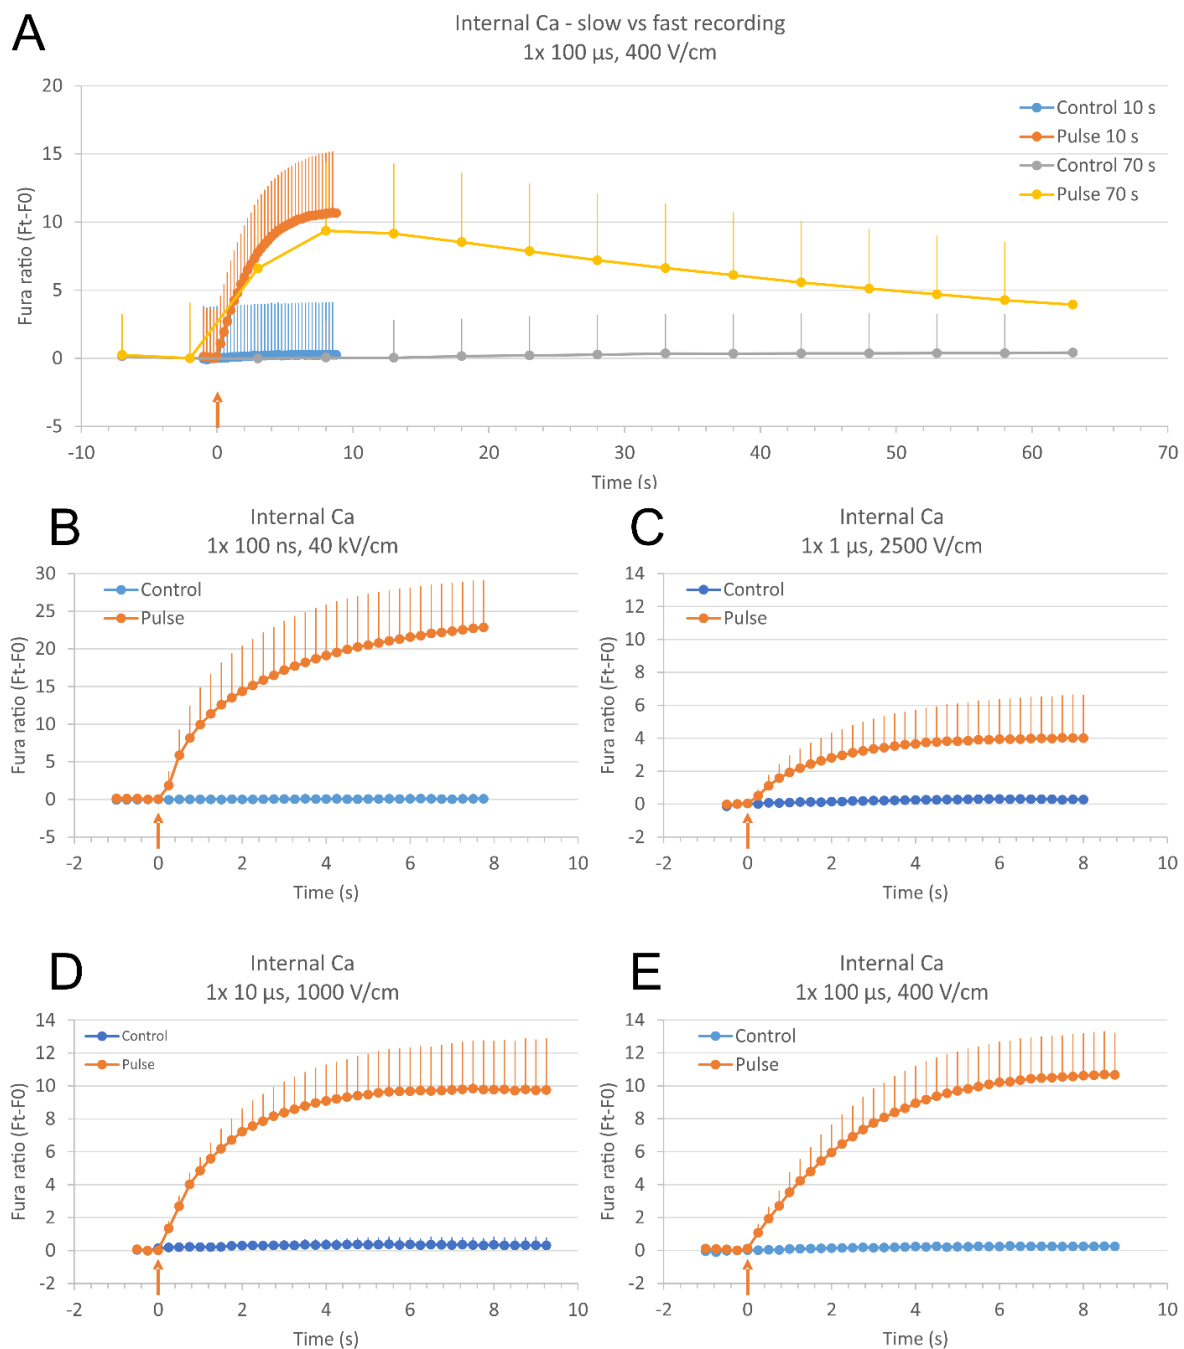 A
Internal Ca - slow vs fast recording
1x 100 µs, 400 V/cm
20
15
10
5
0
-5
Fura ratio (Ft-F0)
Control 10 s
Pulse 10 s
Control 70 s
Pulse 70 s
-10 0 10 20 30 40 50 60 70
Time (s)
B
Internal Ca
1x 100 ns, 40 kV/cm
30
25
20
15
10
5
0
-5
Fura ratio (Ft-F0)
Control
Pulse
-2 0 2 4 6 8 10
Time (s)
C
Internal Ca
1x 1 µs, 2500 V/cm
14
12
10
8
6
4
2
0
-2
Fura ratio (Ft-F0)
Control
Pulse
-2 0 2 4 6 8 10
Time (s)
D
Internal Ca
1x 10 µs, 1000 V/cm
14
12
10
8
6
4
2
0
-2
Fura ratio (Ft-F0)
Control
Pulse
-2 0 2 4 6 8 10
Time (s)
E
Internal Ca
1x 100 µs, 400 V/cm
14
12
10
8
6
4
2
0
-2
Fura ratio (Ft-F0)
Control
Pulse
-2 0 2 4 6 8 10
Time (s)